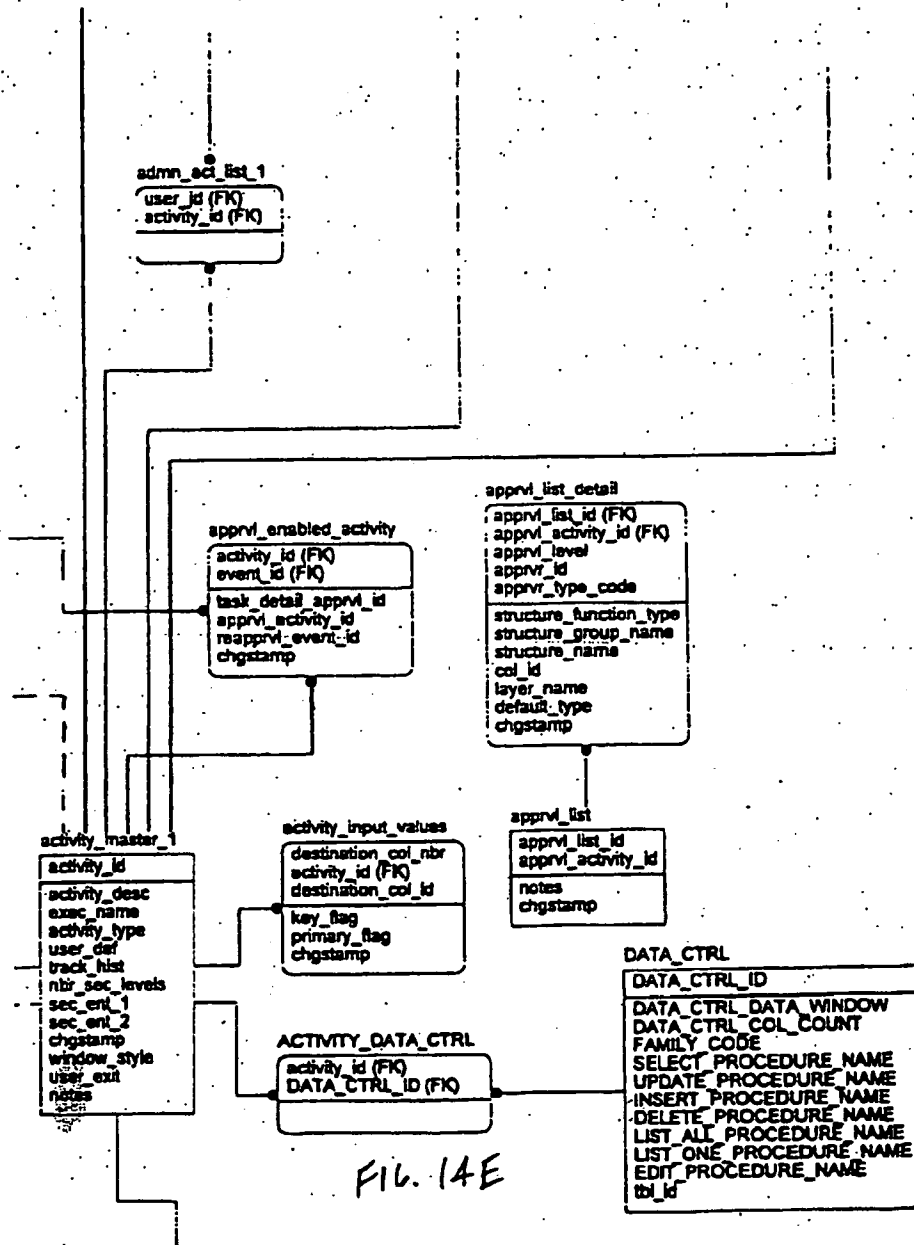 admn_act_list_1
user_id (FK)
activity_id (FK)
apprvl_enabled_activity
activity_id (FK)
event_id (FK)
task_detail_apprvl_id
apprvl_activity_id
reapprvl_event_id
chgstamp
apprvl_list_detail
apprvl_list_id (FK)
apprvl_activity_id (FK)
apprvl_level
apprvr_id
apprvr_type_code
structure_function_type
structure_group_name
structure_name
col_id
layer_name
default_type
chgstamp
apprvl_list
apprvl_list_id
apprvl_activity_id
notes
chgstamp
activity_master_1
activity_id
activity_desc
exec_name
activity_type
user_def
track_hist
nbr_sec_levels
sec_ent_1
sec_ent_2
chgstamp
window_style
user_exit
notes
activity_input_values
destination_col_nbr
activity_id (FK)
destination_col_id
key_flag
primary_flag
chgstamp
ACTIVITY_DATA_CTRL
activity_id (FK)
DATA_CTRL_ID (FK)
DATA_CTRL
DATA_CTRL_ID
DATA_CTRL_DATA_WINDOW
DATA_CTRL_COL_COUNT
FAMILY_CODE
SELECT_PROCEDURE_NAME
UPDATE_PROCEDURE_NAME
INSERT_PROCEDURE_NAME
DELETE_PROCEDURE_NAME
LIST_ALL_PROCEDURE_NAME
LIST_ONE_PROCEDURE_NAME
EDIT_PROCEDURE_NAME
tbl_id
FIG. 14E